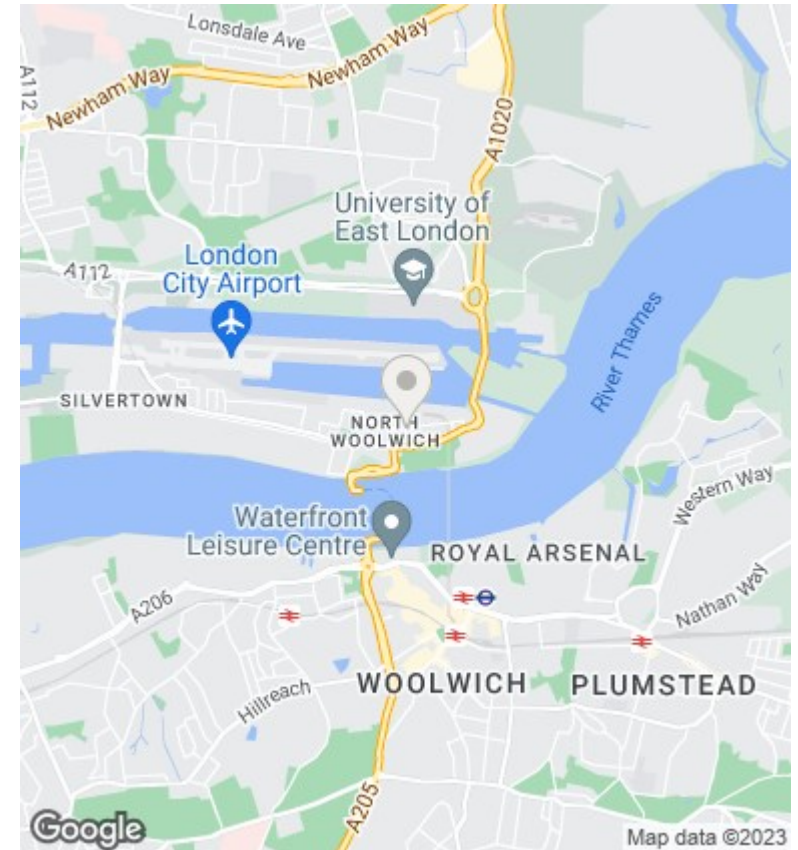 Lonsdale Ave
Newham Way
Newham Way
A112
A1020
University of
East London
London
City Airport
A112
River Thames
SILVERTOWN
NORTH
WOOLWICH
Western Way
Waterfront
Leisure Centre
ROYAL ARSENAL
A206
Nathan Way
Hillreach
WOOLWICH
PLUMSTEAD
A205
Google
Map data ©2023